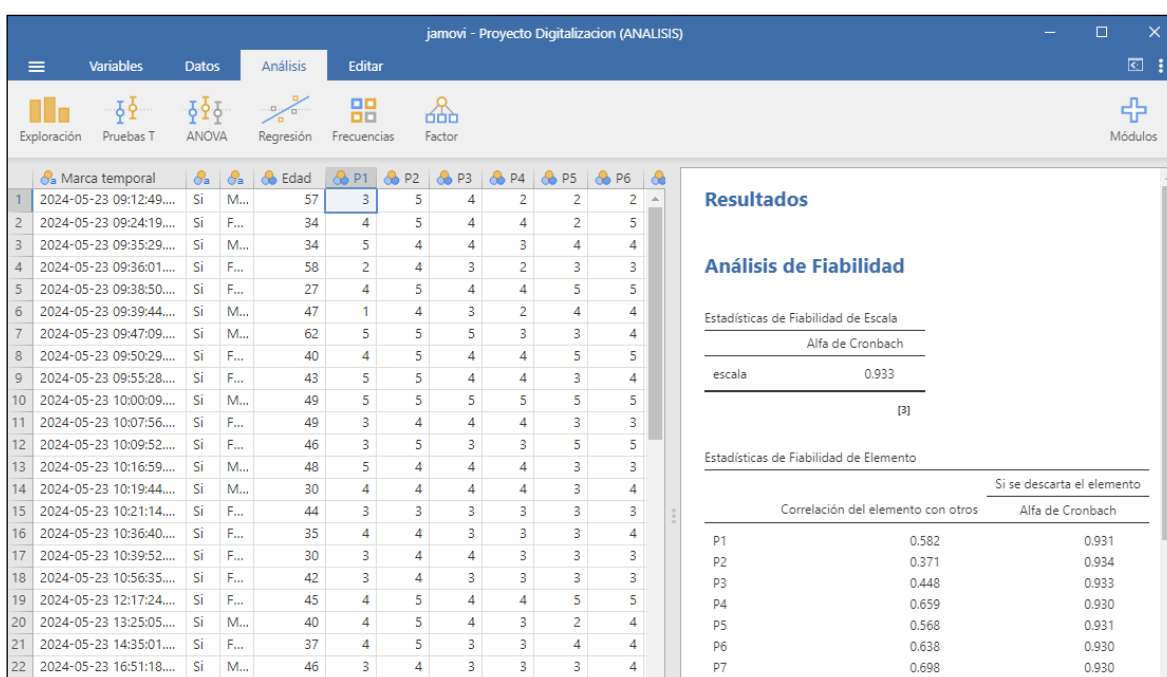 jamovi - Proyecto Digitalizacion (ANALISIS)
Variables Datos Análisis Editar
Exploración Pruebas T ANOVA Regresión Frecuencias Factor Módulos
Marca temporal Edad P1 P2 P3 P4 P5 P6
1 2024-05-23 09:12:49.... Si M... 57 3 5 4 2 2 2
2 2024-05-23 09:24:19.... Si F... 34 4 5 4 4 2 5
3 2024-05-23 09:35:29.... Si M... 34 5 4 4 3 4 4
4 2024-05-23 09:36:01.... Si F... 58 2 4 3 2 3 3
5 2024-05-23 09:38:50.... Si F... 27 4 5 4 4 5 5
6 2024-05-23 09:39:44.... Si M... 47 1 4 3 2 4 4
7 2024-05-23 09:47:09.... Si M... 62 5 5 5 3 3 4
8 2024-05-23 09:50:29.... Si F... 40 4 5 4 4 5 5
9 2024-05-23 09:55:28.... Si F... 43 5 5 4 4 3 4
10 2024-05-23 10:00:09.... Si M... 49 5 5 5 5 5 5
11 2024-05-23 10:07:56.... Si F... 49 3 4 4 4 3 3
12 2024-05-23 10:09:52.... Si F... 46 3 5 3 3 5 5
13 2024-05-23 10:16:59.... Si M... 48 5 4 4 4 3 3
14 2024-05-23 10:19:44.... Si M... 30 4 4 4 4 3 4
15 2024-05-23 10:21:14.... Si F... 44 3 3 3 3 3 3
16 2024-05-23 10:36:40.... Si F... 35 4 4 3 3 3 4
17 2024-05-23 10:39:52.... Si F... 30 3 4 4 3 3 3
18 2024-05-23 10:56:35.... Si F... 42 3 4 3 3 3 3
19 2024-05-23 12:17:24.... Si F... 45 4 5 4 4 5 5
20 2024-05-23 13:25:05.... Si M... 40 4 5 4 3 2 4
21 2024-05-23 14:35:01.... Si F... 37 4 5 3 3 4 4
22 2024-05-23 16:51:18.... Si M... 46 3 4 3 3 3 4
Resultados
Análisis de Fiabilidad
Estadísticas de Fiabilidad de Escala
Alfa de Cronbach
escala 0.933
[3]
Estadísticas de Fiabilidad de Elemento
Si se descarta el elemento
Correlación del elemento con otros Alfa de Cronbach
P1 0.582 0.931
P2 0.371 0.934
P3 0.448 0.933
P4 0.659 0.930
P5 0.568 0.931
P6 0.638 0.930
P7 0.698 0.930